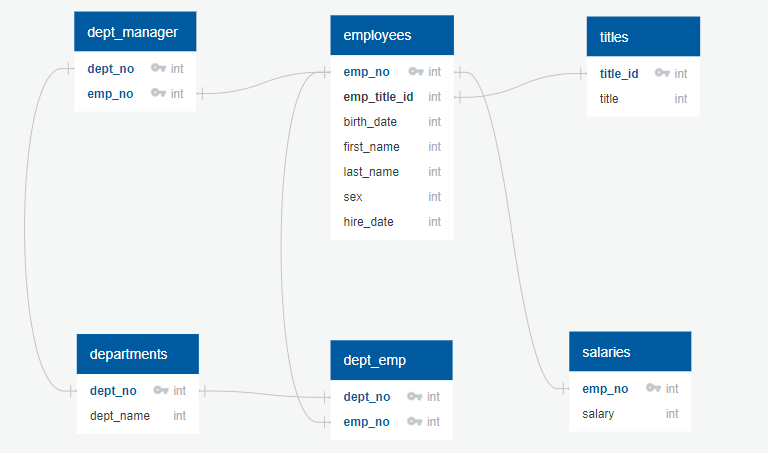 dept_manager
dept_no int
emp_no int
employees
emp_no int
emp_title_id int
birth_date int
first_name int
last_name int
sex int
hire_date int
titles
title_id int
title int
departments
dept_no int
dept_name int
dept_emp
dept_no int
emp_no int
salaries
emp_no int
salary int